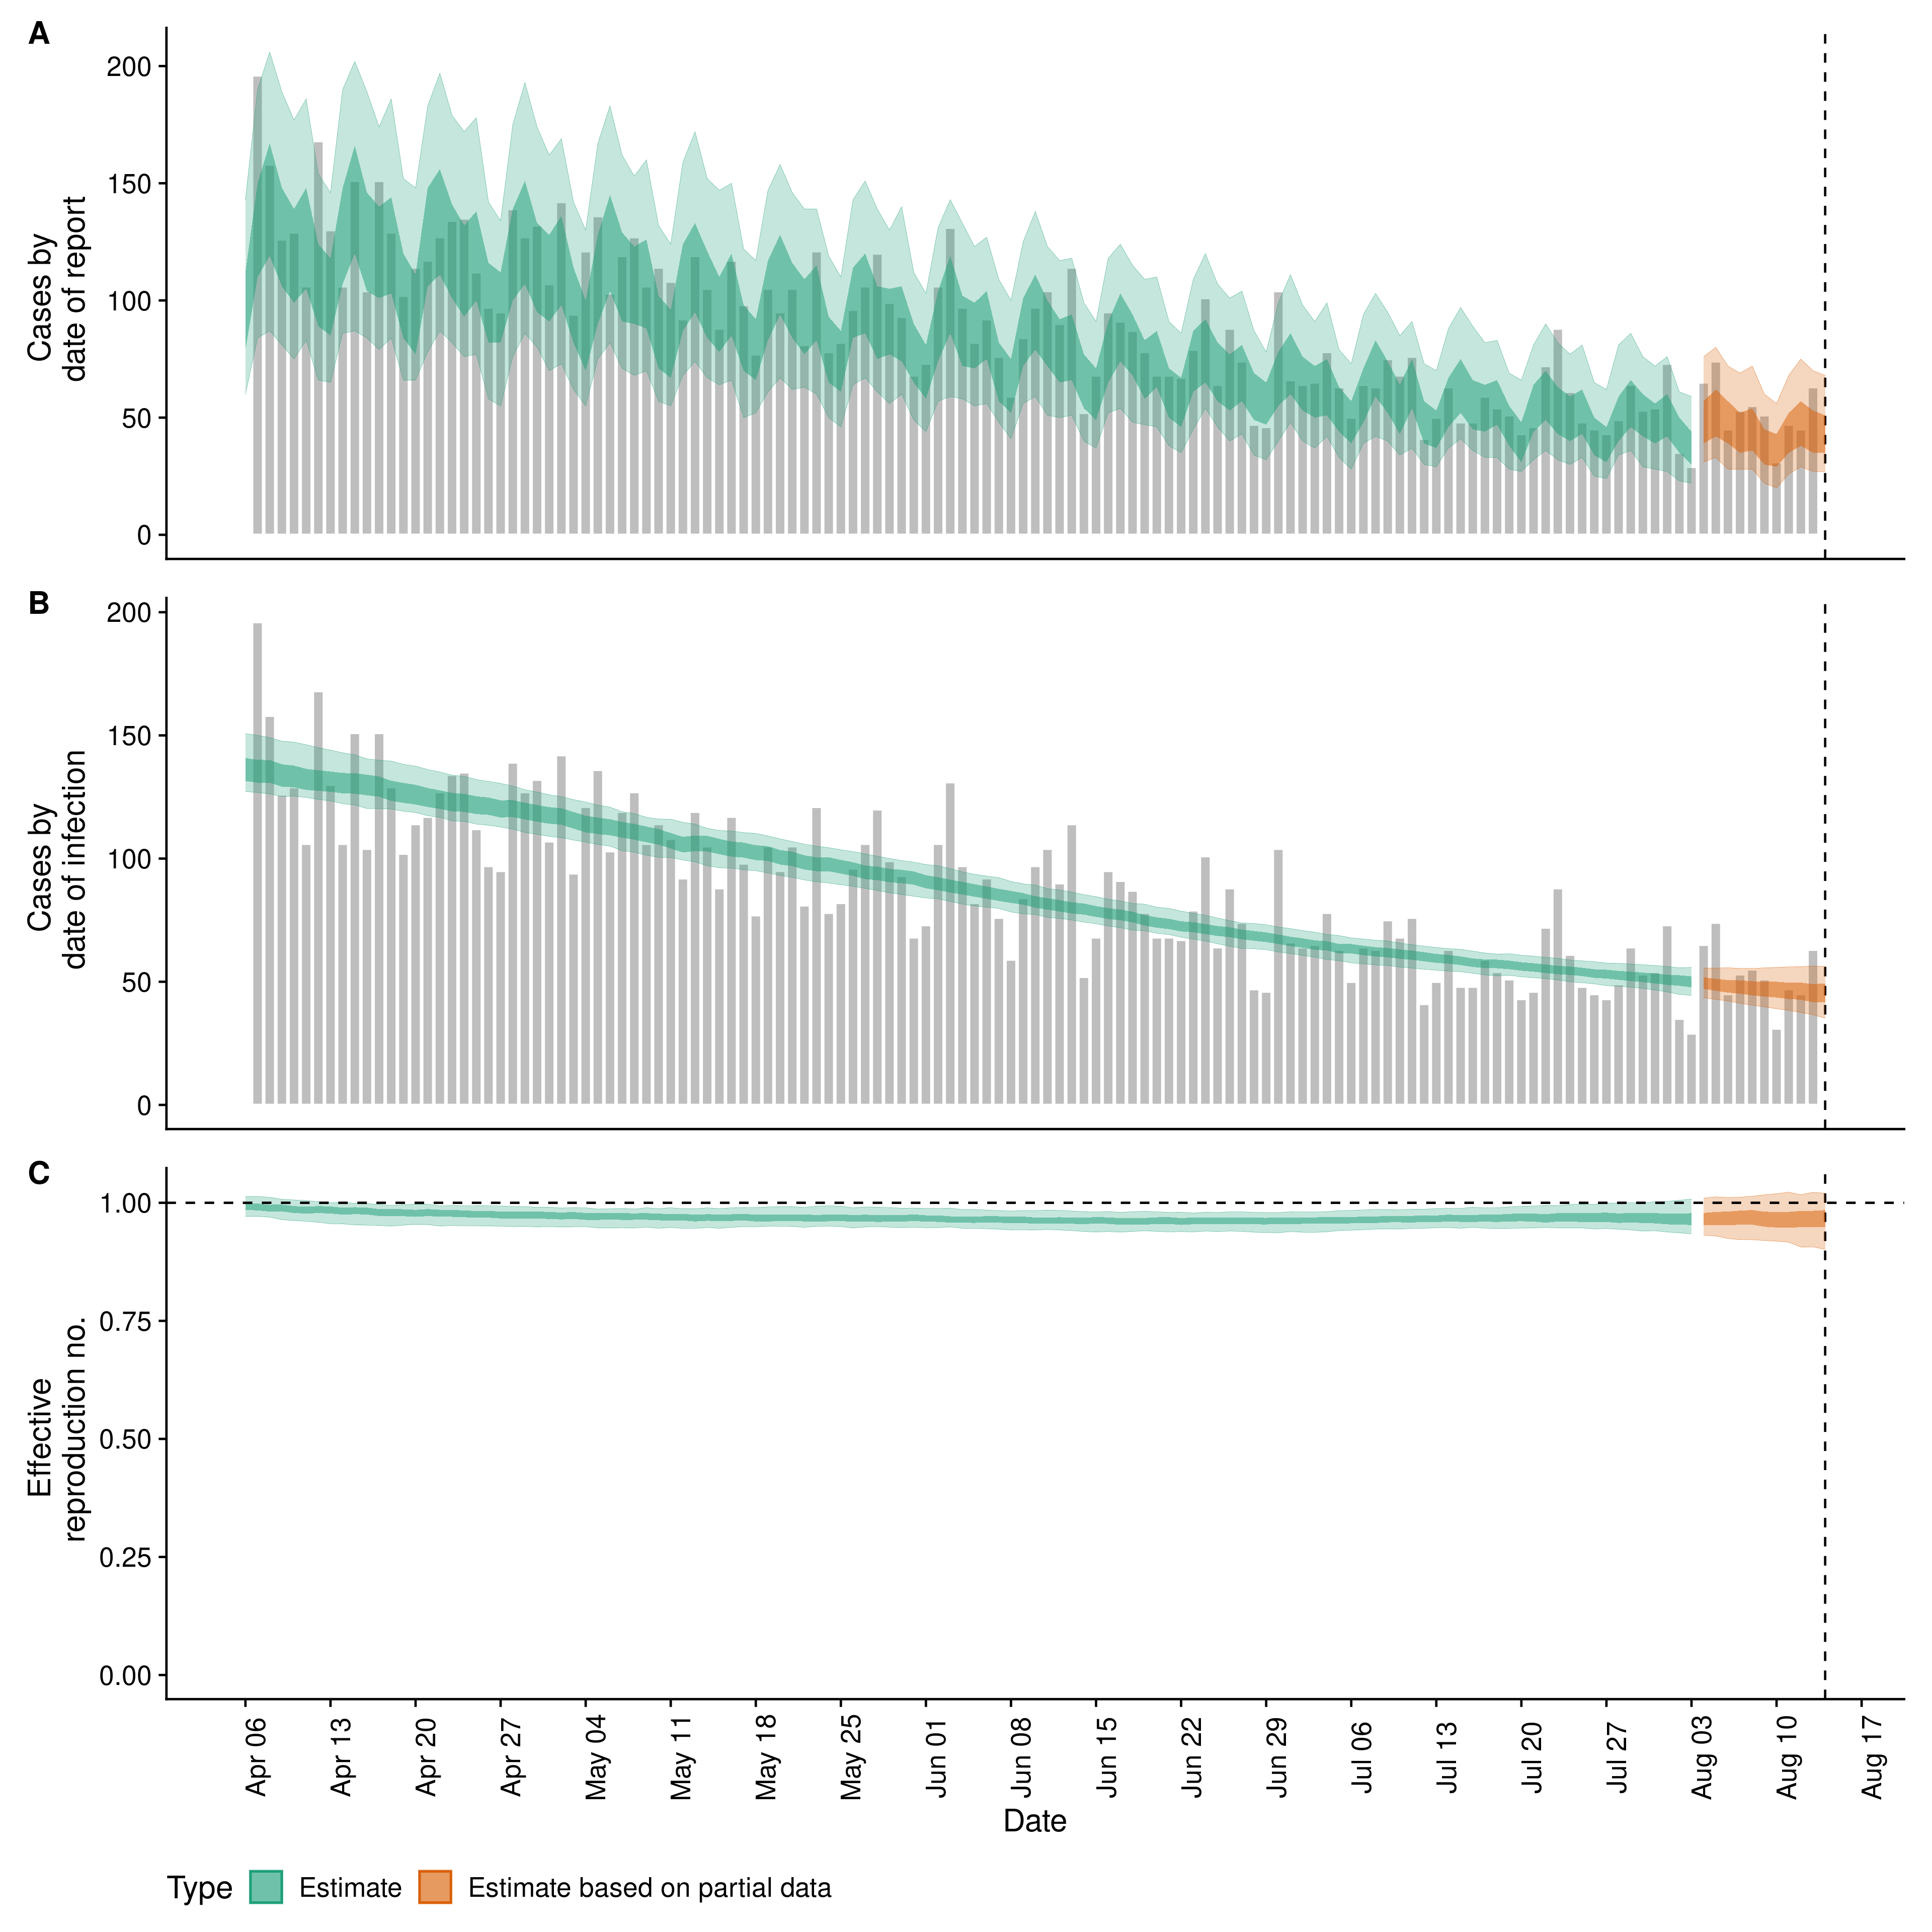 A
Cases by
date of report
200
150
100
50
0
B
Cases by
date of infection
200
150
100
50
0
C
Effective
reproduction no.
1.00
0.75
0.50
0.25
0.00
Apr 06
Apr 13
Apr 20
Apr 27
May 04
May 11
May 18
May 25
Jun 01
Jun 08
Jun 15
Jun 22
Jun 29
Jul 06
Jul 13
Jul 20
Jul 27
Aug 03
Aug 10
Aug 17
Date
Type Estimate Estimate based on partial data